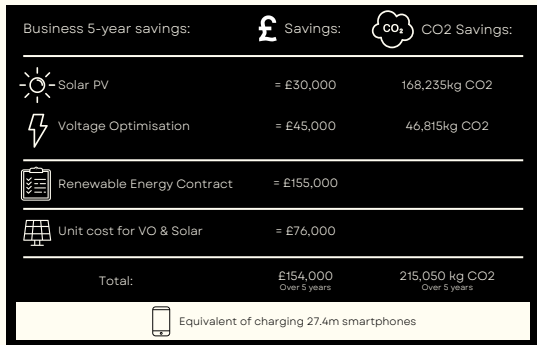 Business 5-year savings: £ Savings: CO₂ CO2 Savings:
Solar PV = £30,000 168,235kg CO2
Voltage Optimisation = £45,000 46,815kg CO2
Renewable Energy Contract = £155,000
Unit cost for VO & Solar = £76,000
Total: £154,000 215,050 kg CO2
Over 5 years Over 5 years
Equivalent of charging 27.4m smartphones